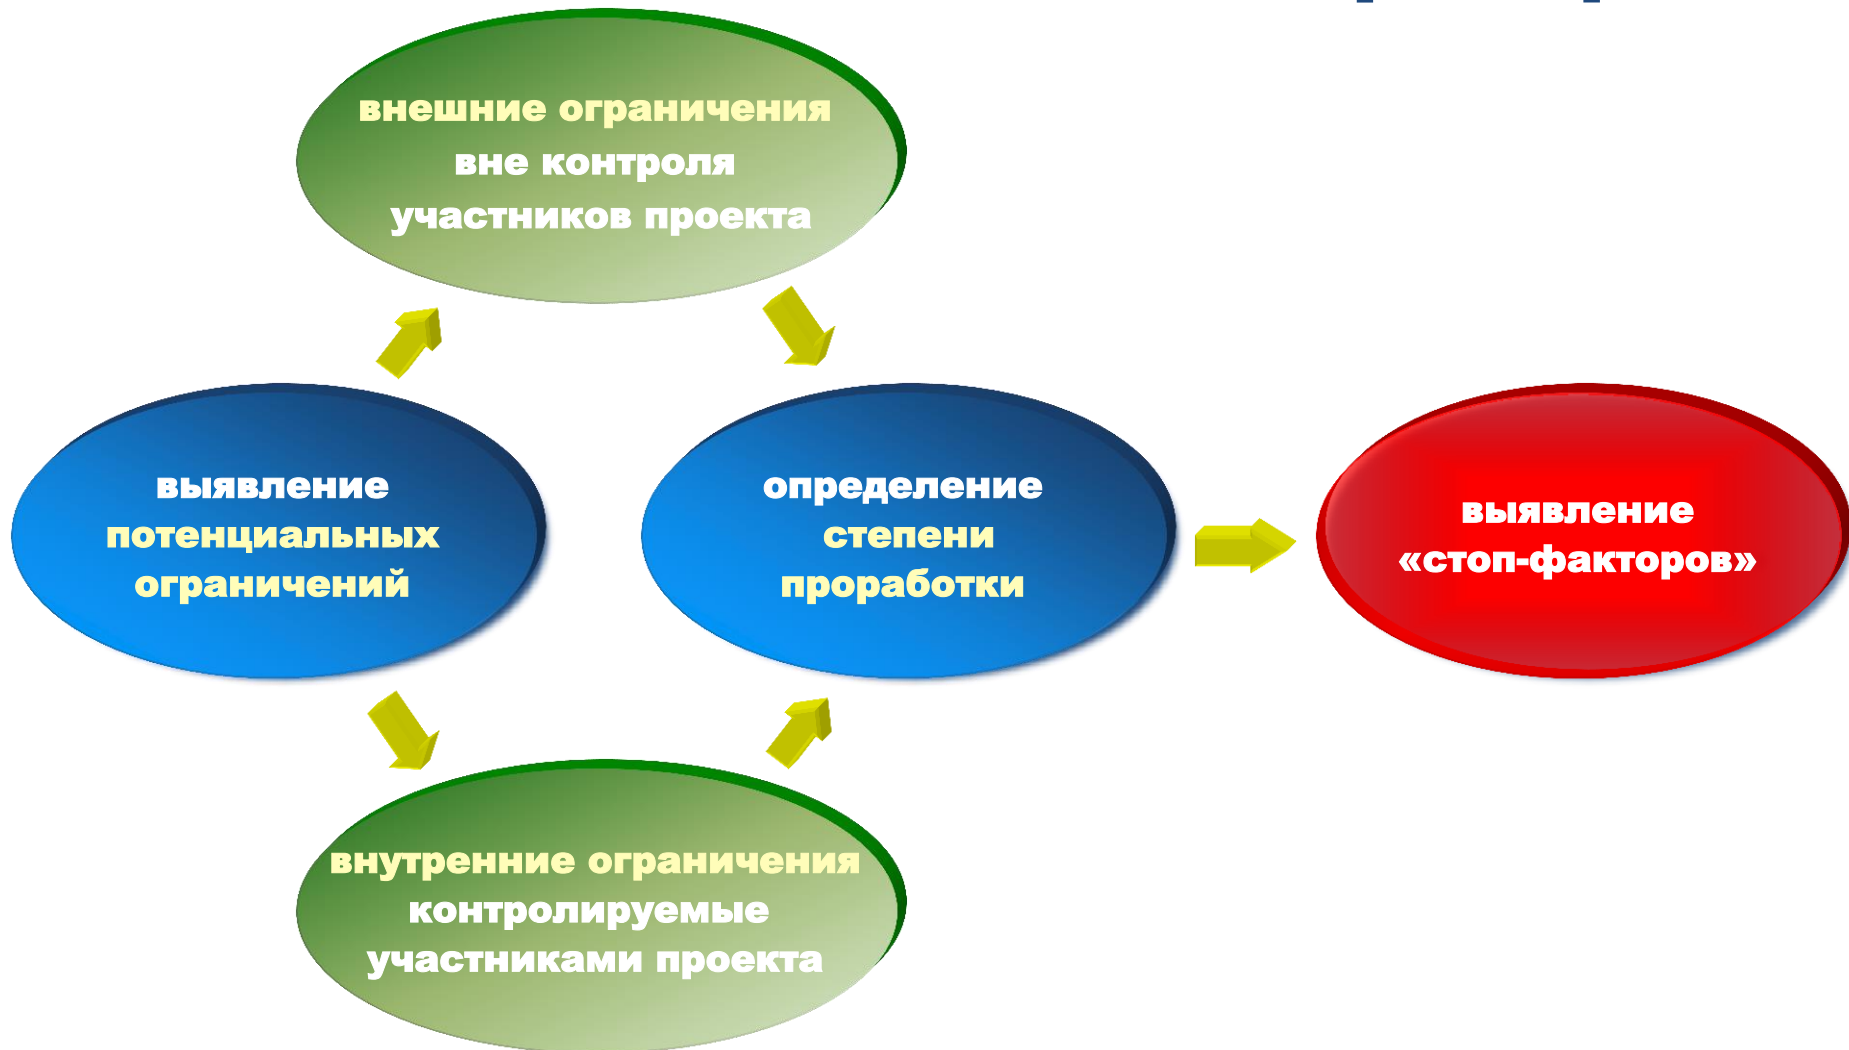 внешние ограничения
вне контроля
участников проекта
выявление
потенциальных
ограничений
определение
степени
проработки
выявление
«стоп-факторов»
внутренние ограничения
контролируемые
участниками проекта